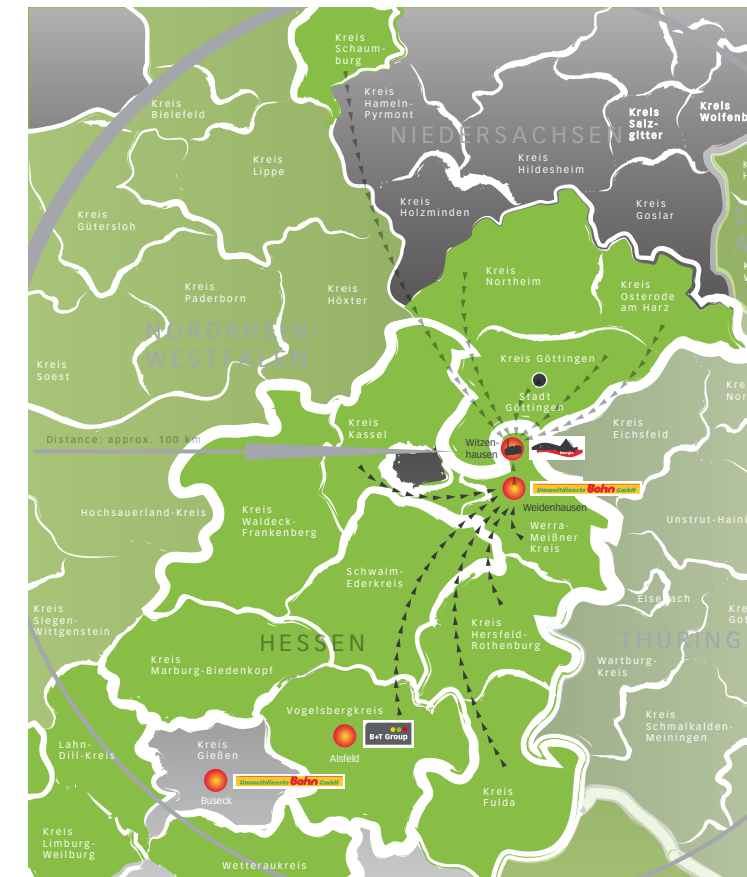 Kreis
Schaum-
burg
Kreis
Hameln-
Pyrmont
Kreis
Bielefeld
Kreis
Salz-
gitter
Kreis
NIEDERSACHSEN
Kreis
Hildesheim
Kreis
Lippe
Kreis
Holzminden
Kreis
Goslar
Kreis
Gütersloh
Kreis
Northeim
Kreis
Osterode
am Harz
Kreis
Paderborn
Kreis
Höxter
NORDRHEIN-
WESTFALEN
Kreis
Soest
Kreis Göttingen
Stadt
Göttingen
Kreis
Kassel
Kreis
Eichsfeld
Distance: approx. 100 km
Witzen-
hausen
Energie
Umweltdienste Bohn GmbH
Weidenhausen
Hochsauerland-Kreis
Kreis
Waldeck-
Frankenberg
Werra-
Meißner
Kreis
Schwalm-
Ederkreis
Kreis
Siegen-
Wittgenstein
Kreis
Hersfeld-
Rothenburg
HESSEN
Kreis
Marburg-Biedenkopf
Wartburg-
Kreis
Vogelsbergkreis
B+T Group
Alsfeld
Kreis
Schmalkalden-
Meiningen
Lahn-
Dill-Kreis
Kreis
Gießen
Umweltdienste Bohn GmbH
Buseck
Kreis
Fulda
Kreis
Limburg-
Weilburg
Wetteraukreis